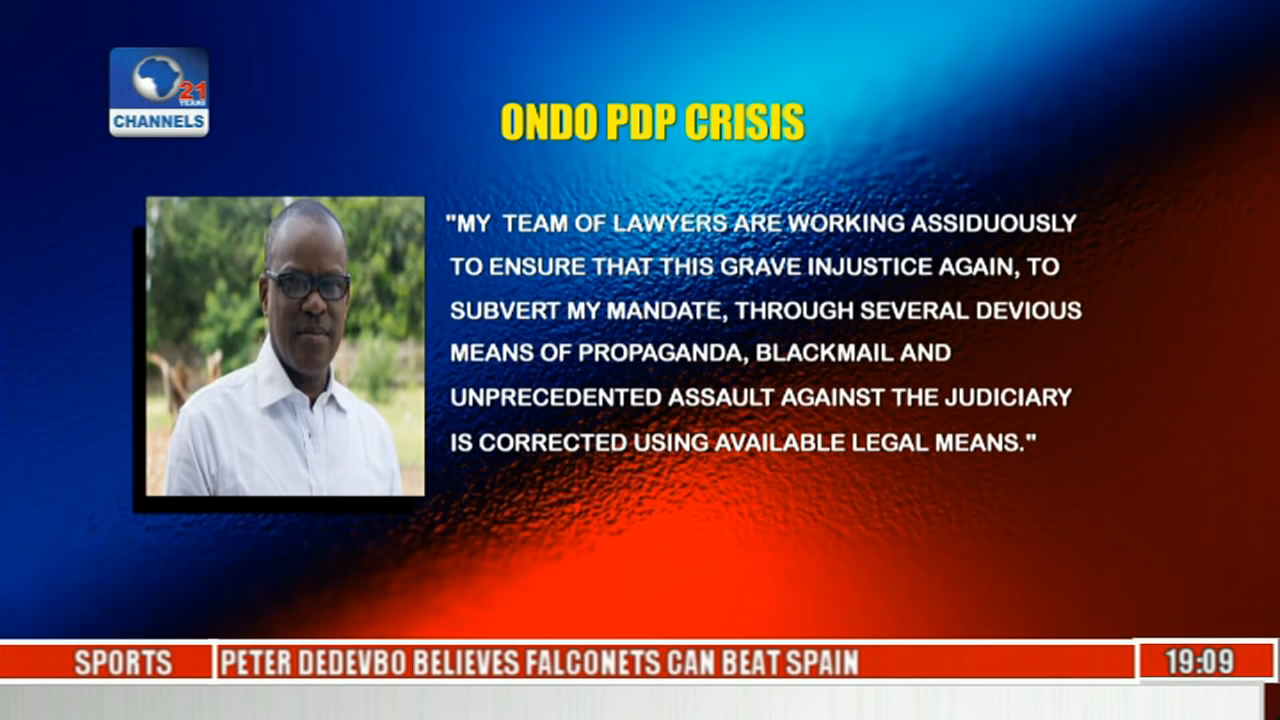 21
YEARS
CHANNELS
ONDO PDP CRISIS
"MY TEAM OF LAWYERS ARE WORKING ASSIDUOUSLY
TO ENSURE THAT THIS GRAVE INJUSTICE AGAIN, TO
SUBVERT MY MANDATE, THROUGH SEVERAL DEVIOUS
MEANS OF PROPAGANDA, BLACKMAIL AND
UNPRECEDENTED ASSAULT AGAINST THE JUDICIARY
IS CORRECTED USING AVAILABLE LEGAL MEANS."
SPORTS
PETER DEDEVBO BELIEVES FALCONETS CAN BEAT SPAIN
19:09